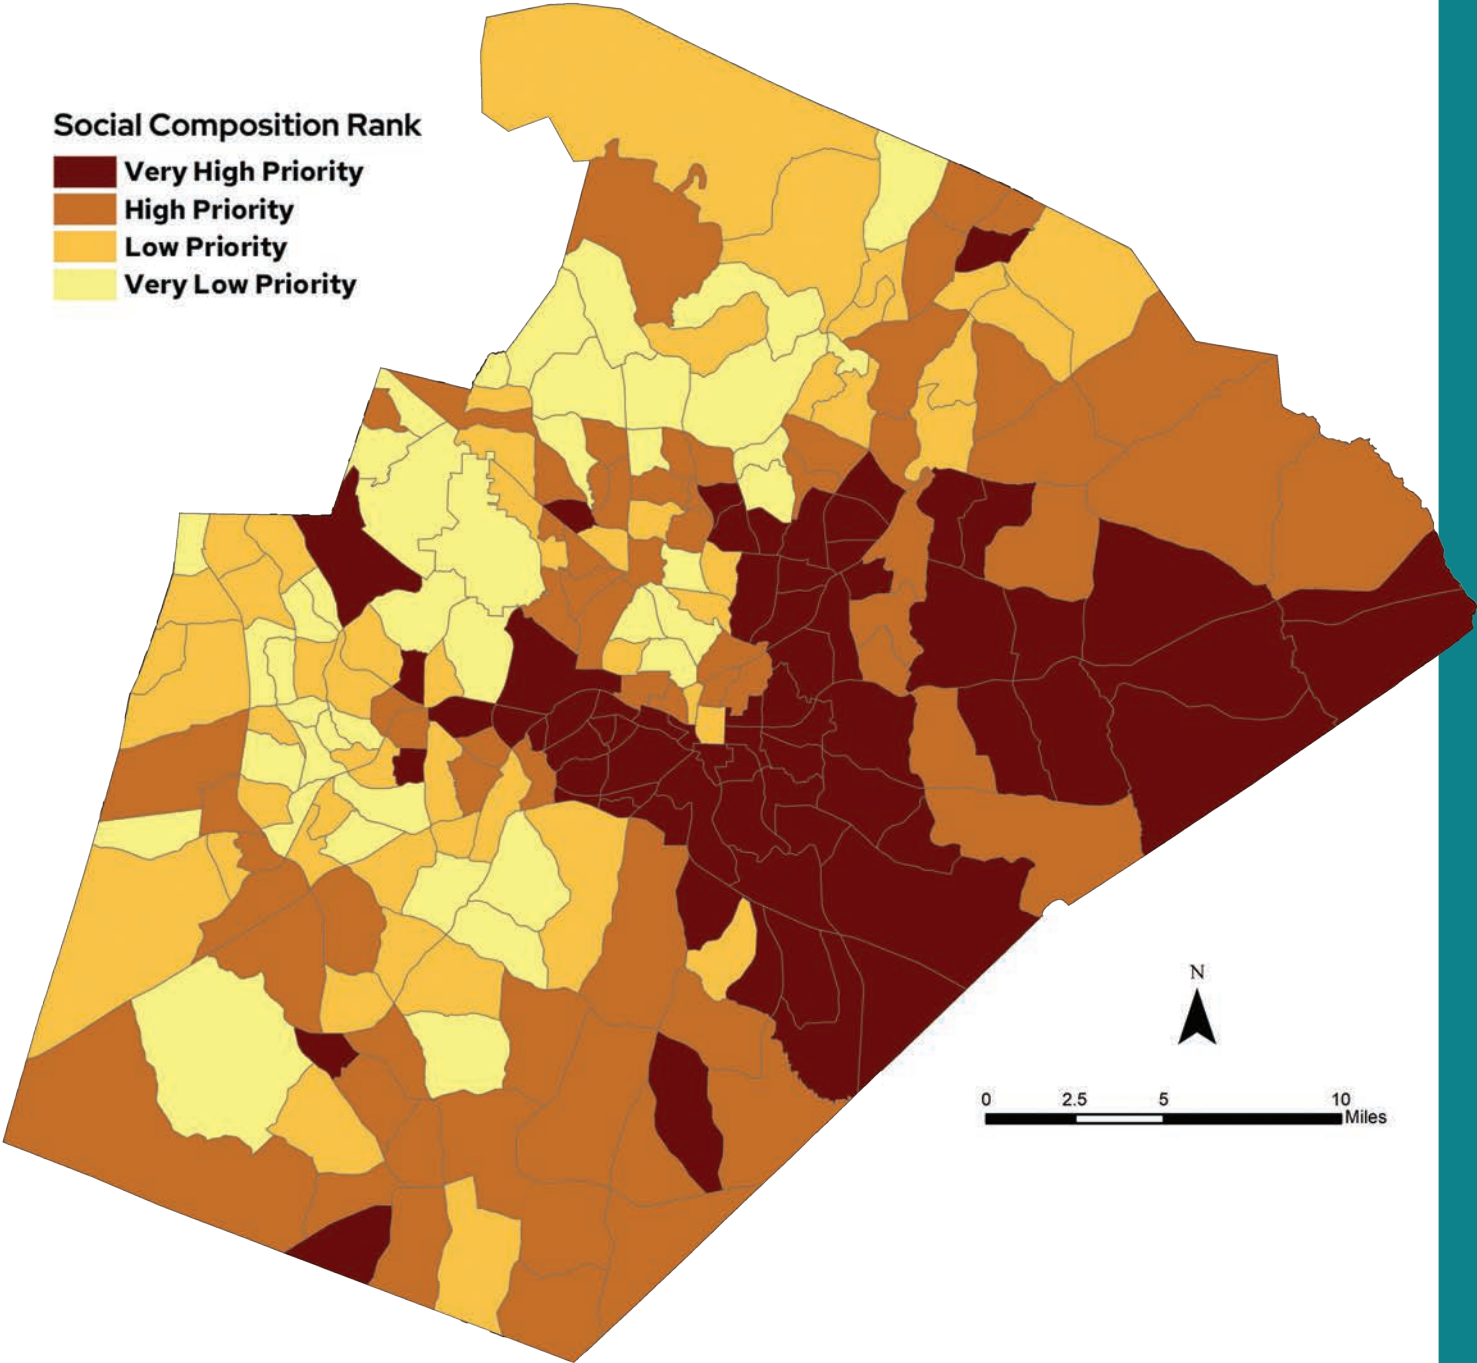 Social Composition Rank
Very High Priority
High Priority
Low Priority
Very Low Priority
N
0 2.5 5 10
Miles